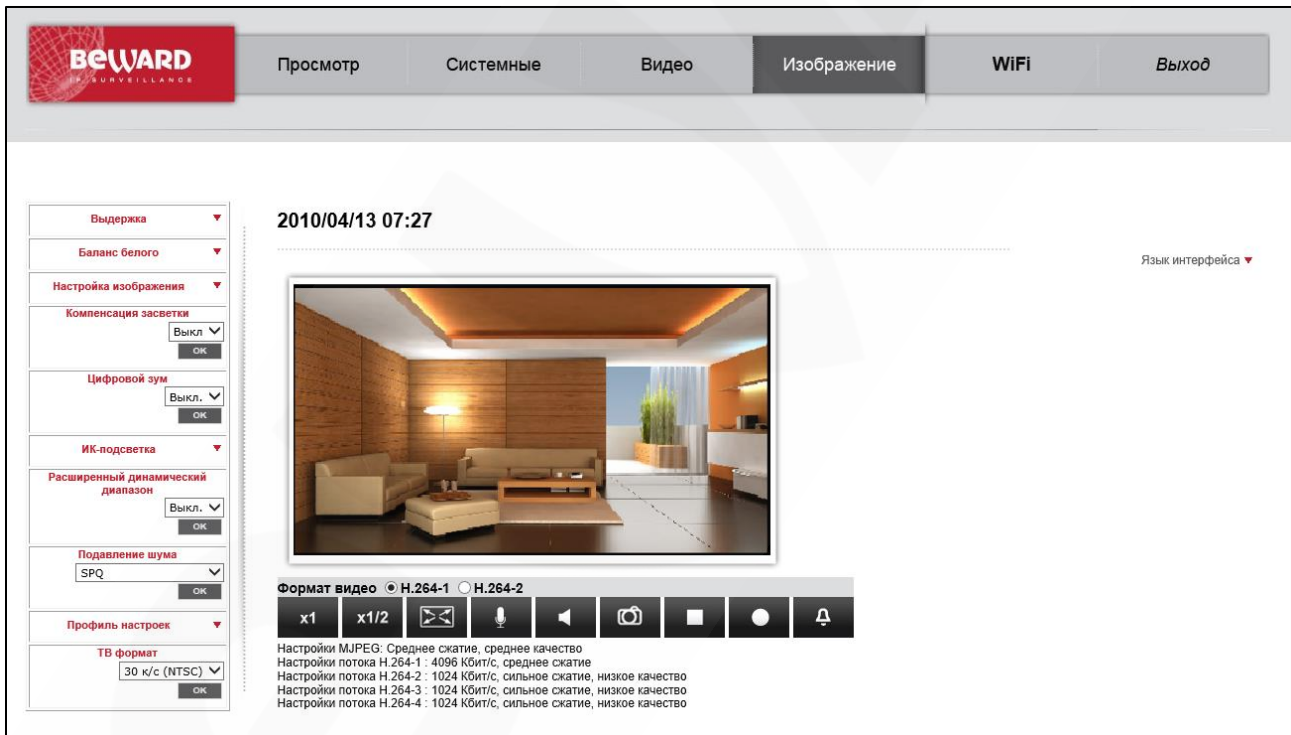 BEWARD
IP SURVEILLANCE
Просмотр
Системные
Видео
Изображение
WiFi
Выход
Выдержка
Баланс белого
Настройка изображения
Компенсация засветки
Выкл
OK
Цифровой зум
Выкл.
OK
ИК-подсветка
Расширенный динамический
диапазон
Выкл.
OK
Подавление шума
SPQ
OK
Профиль настроек
ТВ формат
30 к/с (NTSC)
OK
2010/04/13 07:27
Язык интерфейса
Формат видео H.264-1 H.264-2
x1 x1/2
Настройки MJPEG: Среднее сжатие, среднее качество
Настройки потока H.264-1 : 4096 Кбит/с, среднее сжатие
Настройки потока H.264-2 : 1024 Кбит/с, сильное сжатие, низкое качество
Настройки потока H.264-3 : 1024 Кбит/с, сильное сжатие, низкое качество
Настройки потока H.264-4 : 1024 Кбит/с, сильное сжатие, низкое качество